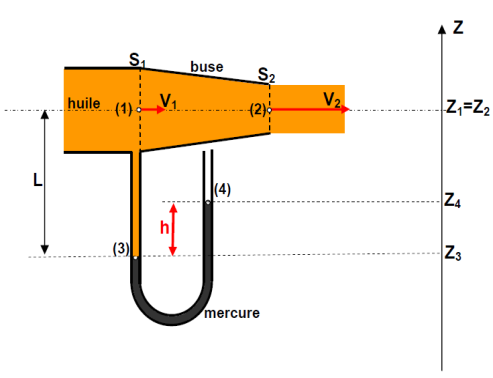 Z
S1
buse
S2
huile
(1)
V1
(2)
V2
Z1=Z2
L
(4)
Z4
h
(3)
Z3
mercure